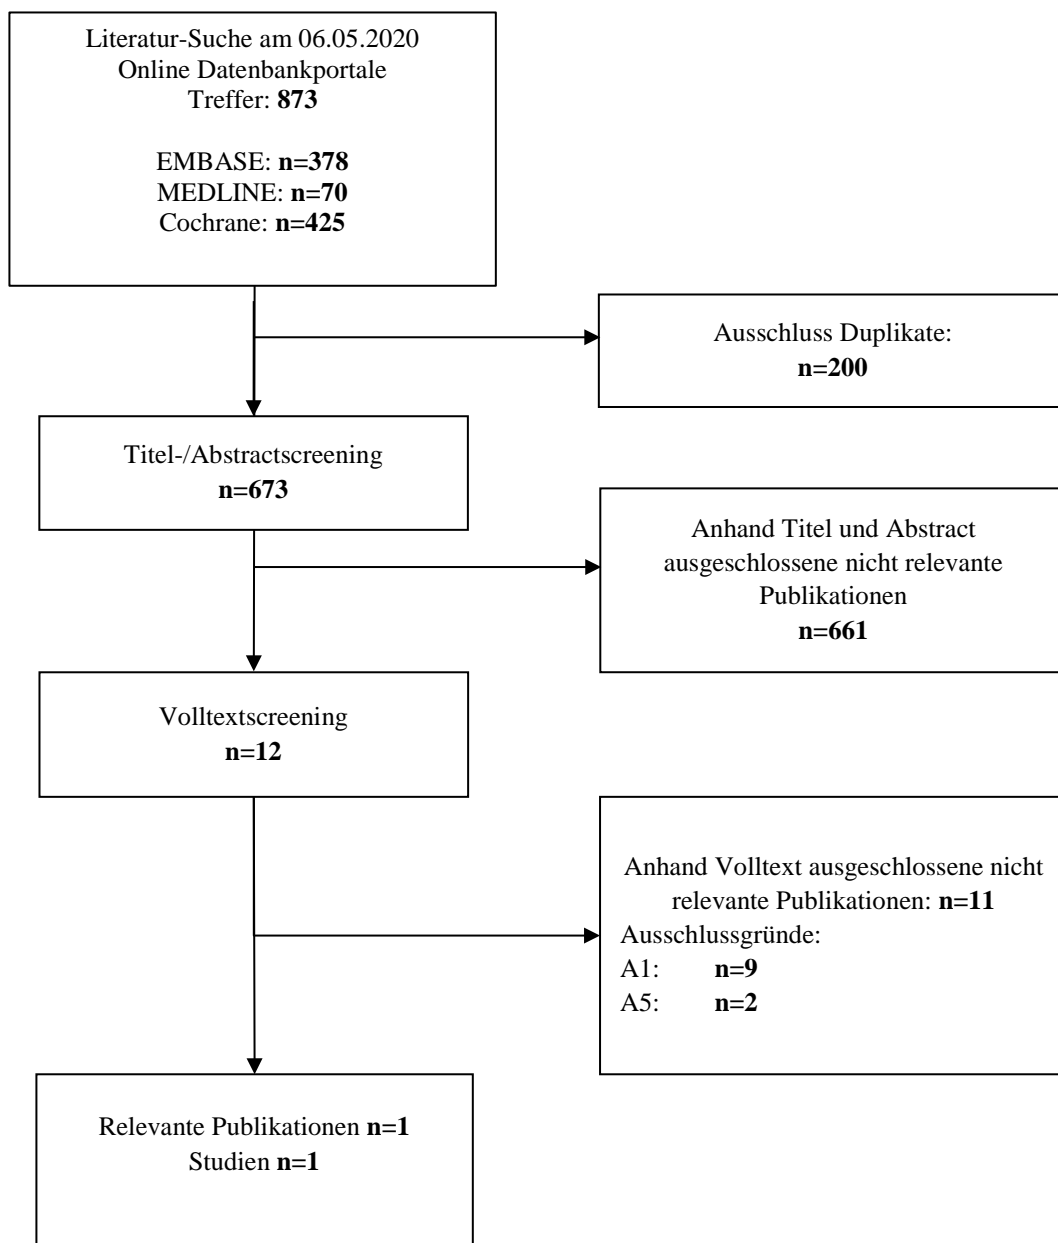 Literatur-Suche am 06.05.2020
Online Datenbankportale
Treffer: 873
EMBASE: n=378
MEDLINE: n=70
Cochrane: n=425
Ausschluss Duplikate:
n=200
Titel-/Abstractscreening
n=673
Anhand Titel und Abstract
ausgeschlossene nicht relevante
Publikationen
n=661
Volltextscreening
n=12
Anhand Volltext ausgeschlossene nicht
relevante Publikationen: n=11
Ausschlussgründe:
A1: n=9
A5: n=2
Relevante Publikationen n=1
Studien n=1